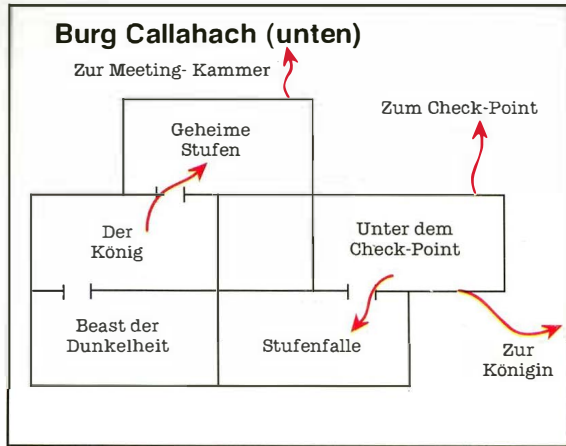 Burg Callahach (unten)
Zur Meeting- Kammer
Zum Check-Point
Geheime
Stufen
Der
König
Unter dem
Check-Point
Beast der
Dunkelheit
Stufenfalle
Zur
Königin